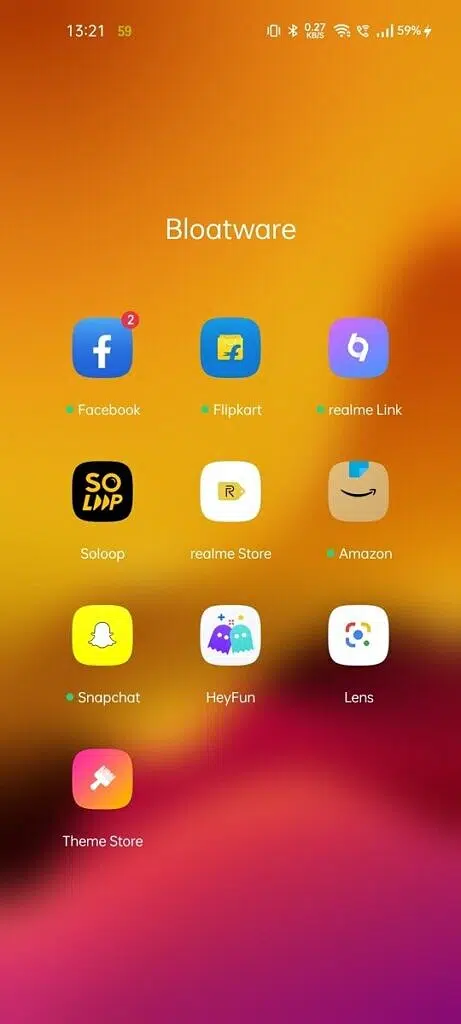 13:21 59 0.27 KB/S 59%
Bloatware
2
Facebook Flipkart realme Link
SO LOOP R
Soloop realme Store Amazon
Snapchat HeyFun Lens
Theme Store